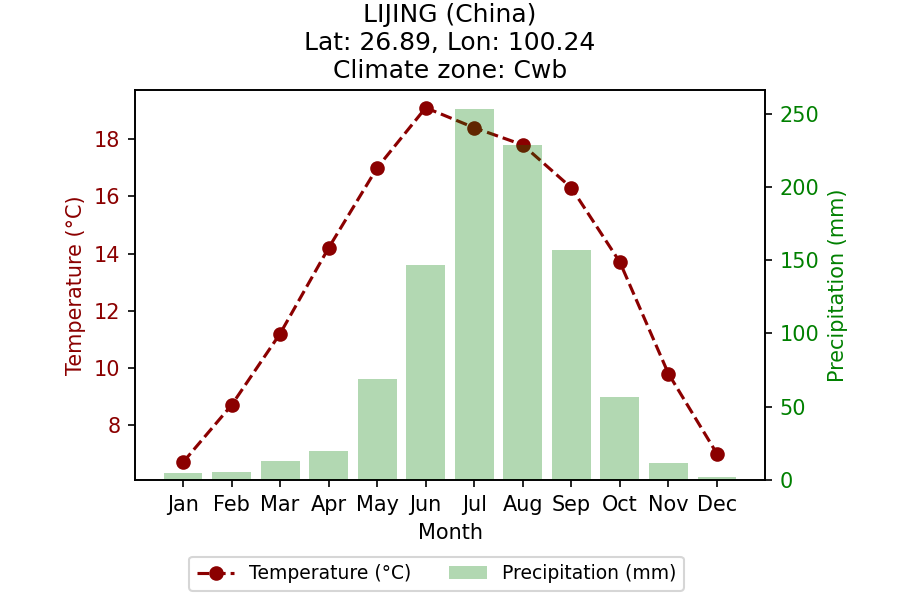 LIJING (China)
Lat: 26.89, Lon: 100.24
Climate zone: Cwb
Temperature (°C)
18
16
14
12
10
8
250
200
150
100
50
0
Precipitation (mm)
Jan Feb Mar Apr May Jun Jul Aug Sep Oct Nov Dec
Month
Temperature (°C) Precipitation (mm)